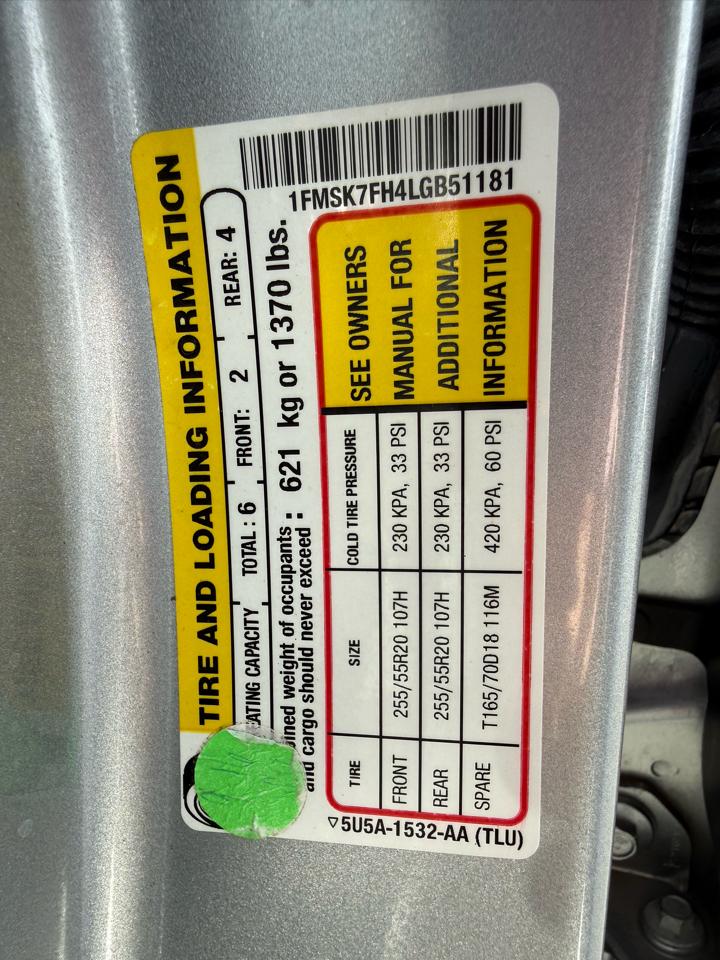 TIRE AND LOADING INFORMATION
TOTAL : 6 FRONT: 2 REAR: 4
weight of occupants
and cargo should never exceed : 621 kg or 1370 lbs.
TIRE SIZE COLD TIRE PRESSURE
FRONT 255/55R20 107H 230 KPA, 33 PSI
REAR 255/55R20 107H 230 KPA, 33 PSI
SPARE T165/70D18 116M 420 KPA, 60 PSI
SEE OWNERS
MANUAL FOR
ADDITIONAL
INFORMATION
1FMSK7FH4LGB51181
▽5U5A-1532-AA (TLU)